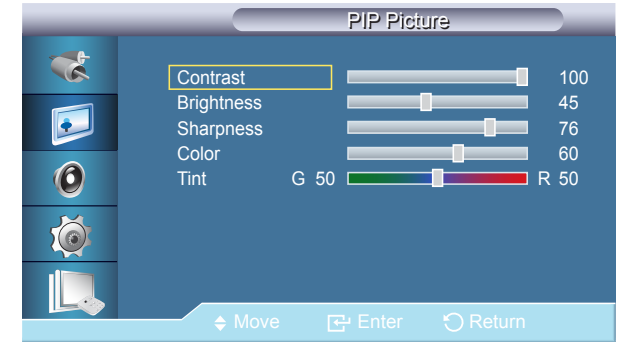 PIP Picture
Contrast 100
Brightness 45
Sharpness 76
Color 60
Tint G 50 R 50
Move Enter Return